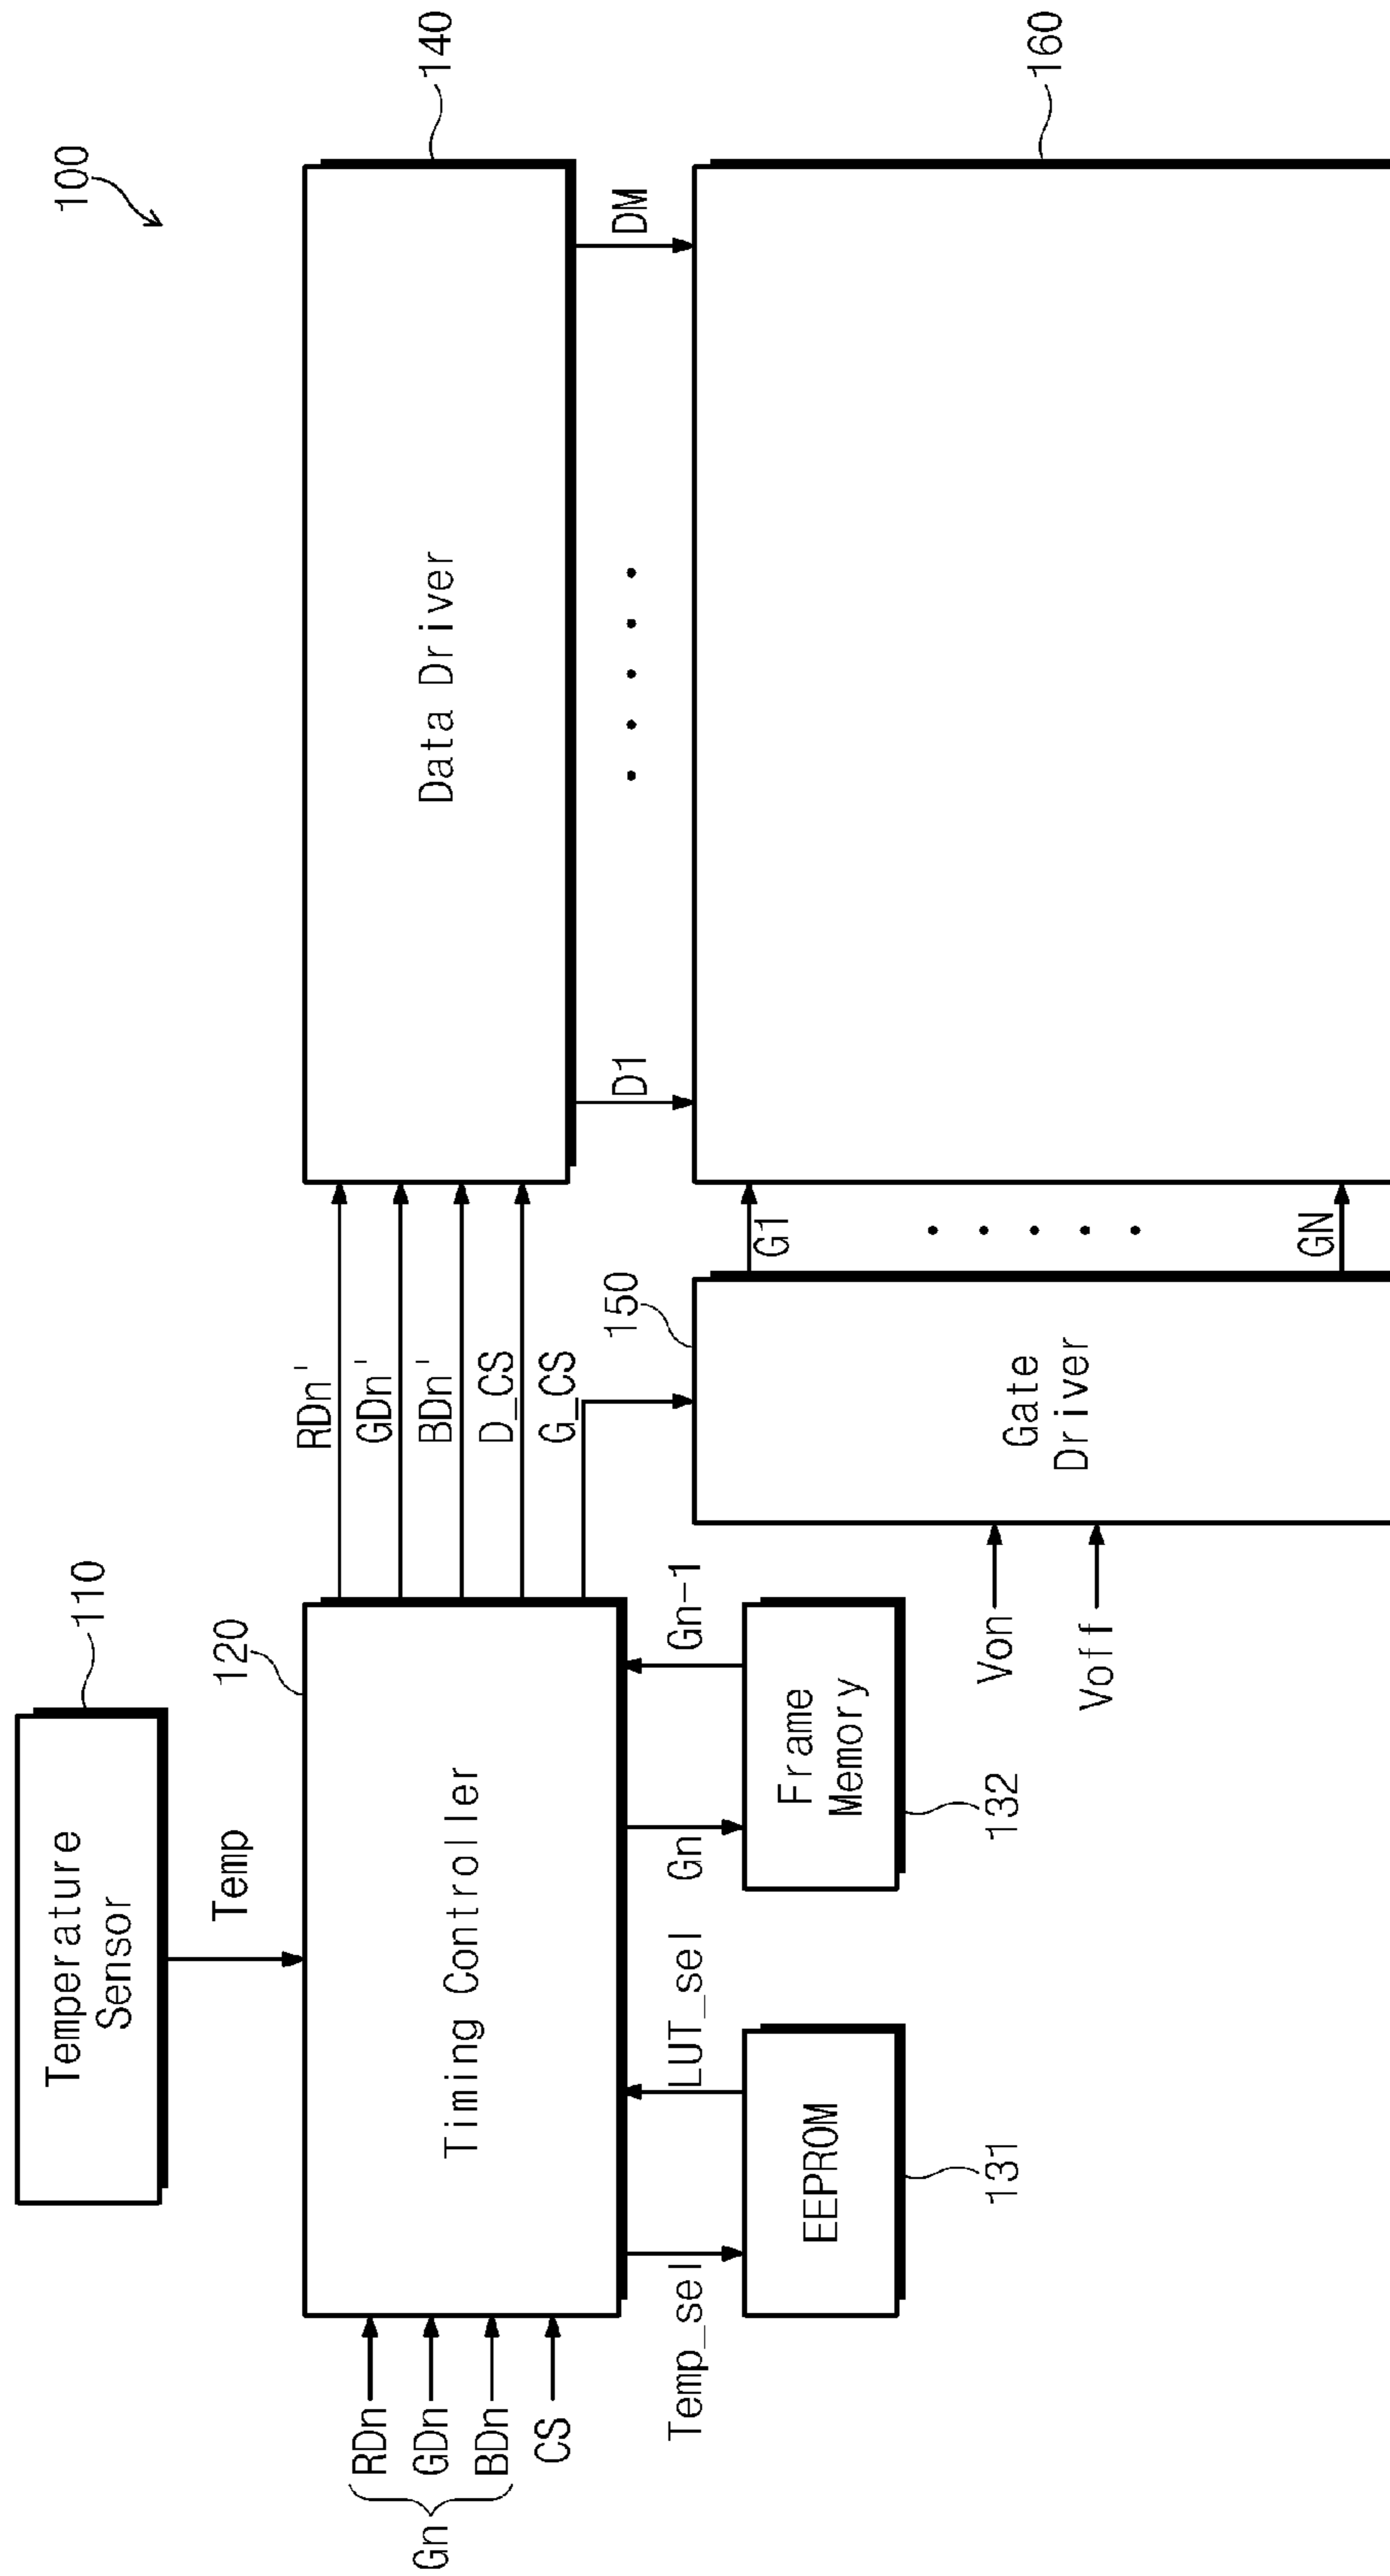 100
Temperature
Sensor
110
Temp
120
Timing Controller
RDn
GDn
BDn
CS
Gn
RDn'
GDn'
BDn'
D_CS
G_CS
Data Driver
140
D1
DM
Temp_sel
LUT_sel
Gn
Gn-1
EEPROM
131
Frame
Memory
132
150
Gate
Driver
Von
Voff
G1
GN
160